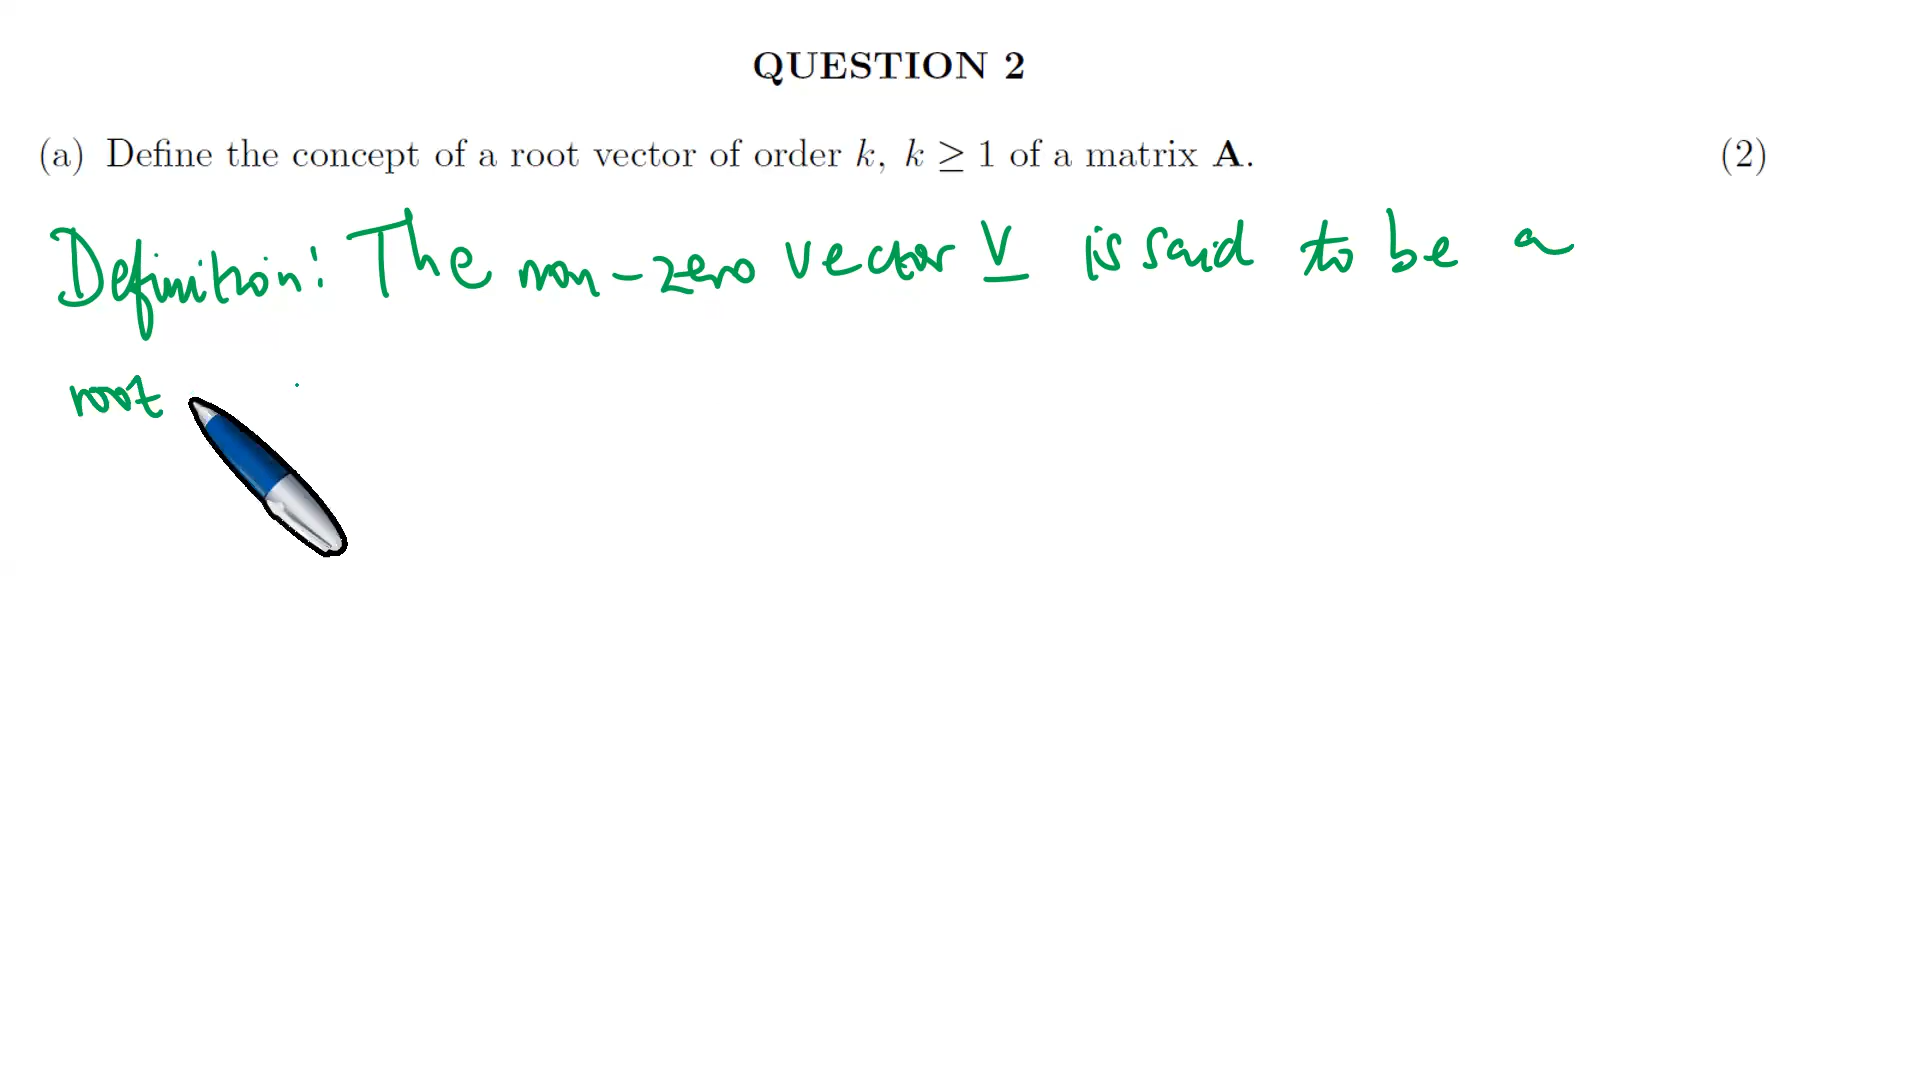 QUESTION 2
(a) Define the concept of a root vector of order k, k ≥ 1 of a matrix A. (2)
Definition: The non-zero vector V is said to be a
root